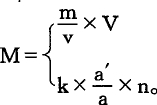 M = { m/v × V
k × a′/a × n₀